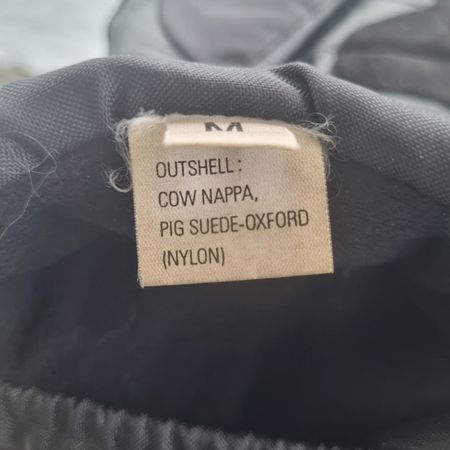 M
OUTSHELL :
COW NAPPA,
PIG SUEDE-OXFORD
(NYLON)